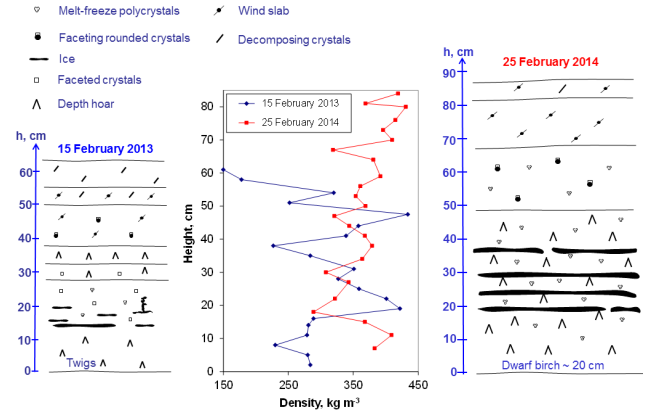 Melt-freeze polycrystals
Wind slab
Faceting rounded crystals
Decomposing crystals
Ice
Faceted crystals
Depth hoar
h, cm
15 February 2013
60
50
40
30
20
10
0
Twigs
Height, cm
80
70
60
50
40
30
20
10
0
15 February 2013
25 February 2014
150
250
350
450
Density, kg m-3
h, cm
25 February 2014
90
80
70
60
50
40
30
20
10
0
Dwarf birch ~ 20 cm